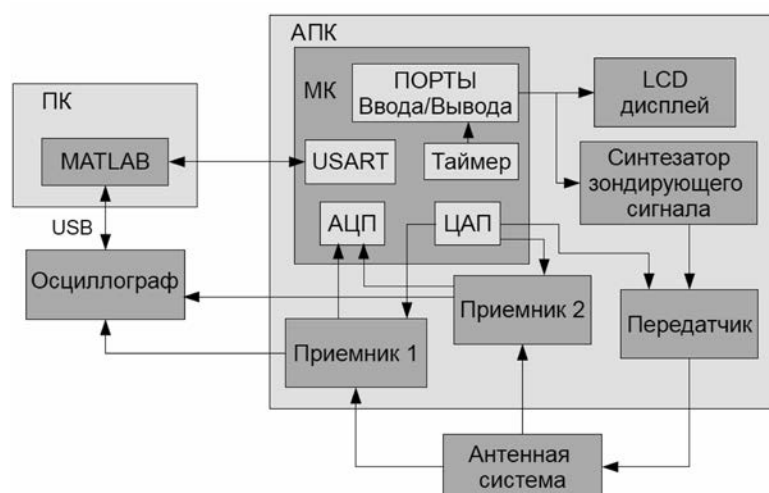 АПК
ПК
MATLAB
USB
Осциллограф
МК
ПОРТЫ
Ввода/Вывода
USART
Таймер
АЦП
ЦАП
LCD
дисплей
Синтезатор
зондирующего
сигнала
Приемник 1
Приемник 2
Передатчик
Антенная
система